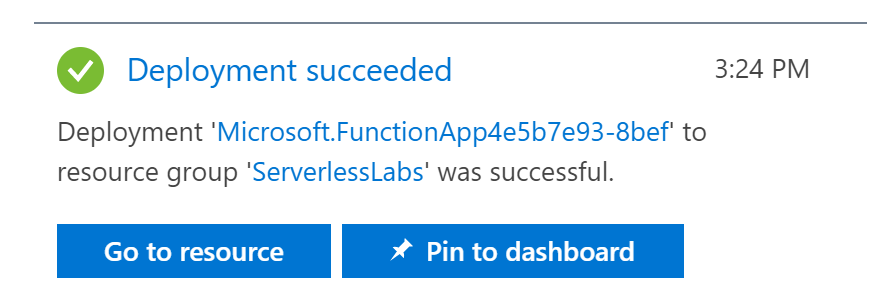 Deployment succeeded 3:24 PM
Deployment 'Microsoft.FunctionApp4e5b7e93-8bef' to
resource group 'ServerlessLabs' was successful.
Go to resource Pin to dashboard